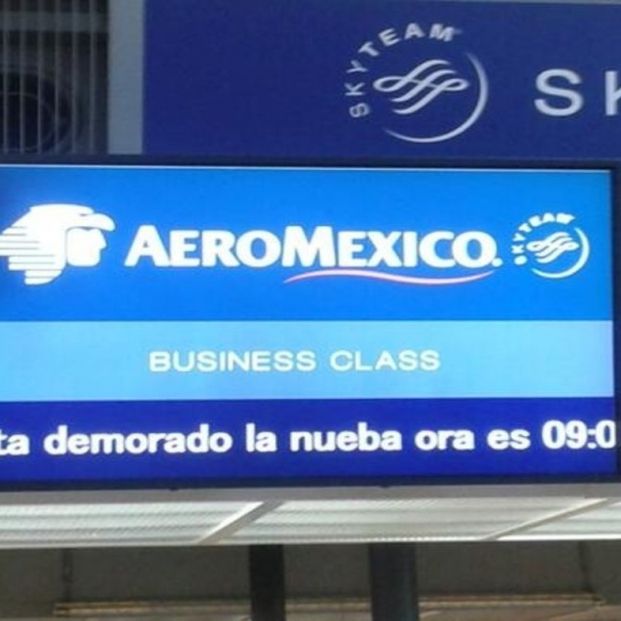 SKYTEAM
SK
AEROMEXICO.
SKYTEAM
BUSINESS CLASS
ta demorado la nueba ora es 09:0